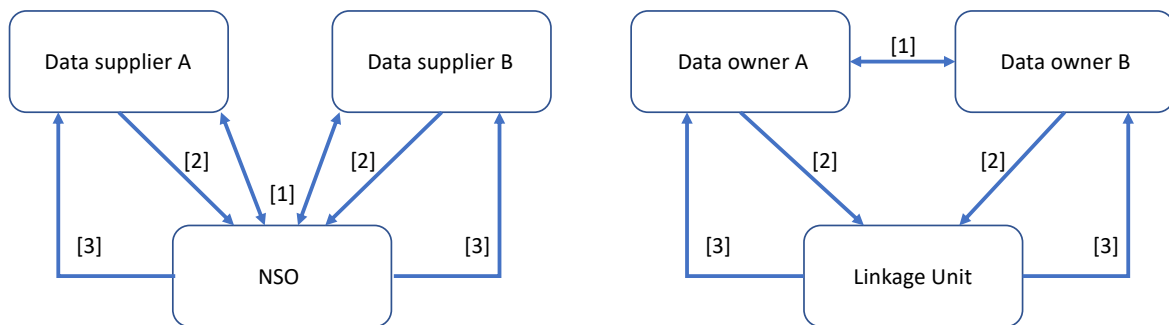 Data supplier A
Data supplier B
[2]
[2]
[1]
[3]
[3]
NSO
Data owner A
[1]
Data owner B
[2]
[2]
[3]
[3]
Linkage Unit